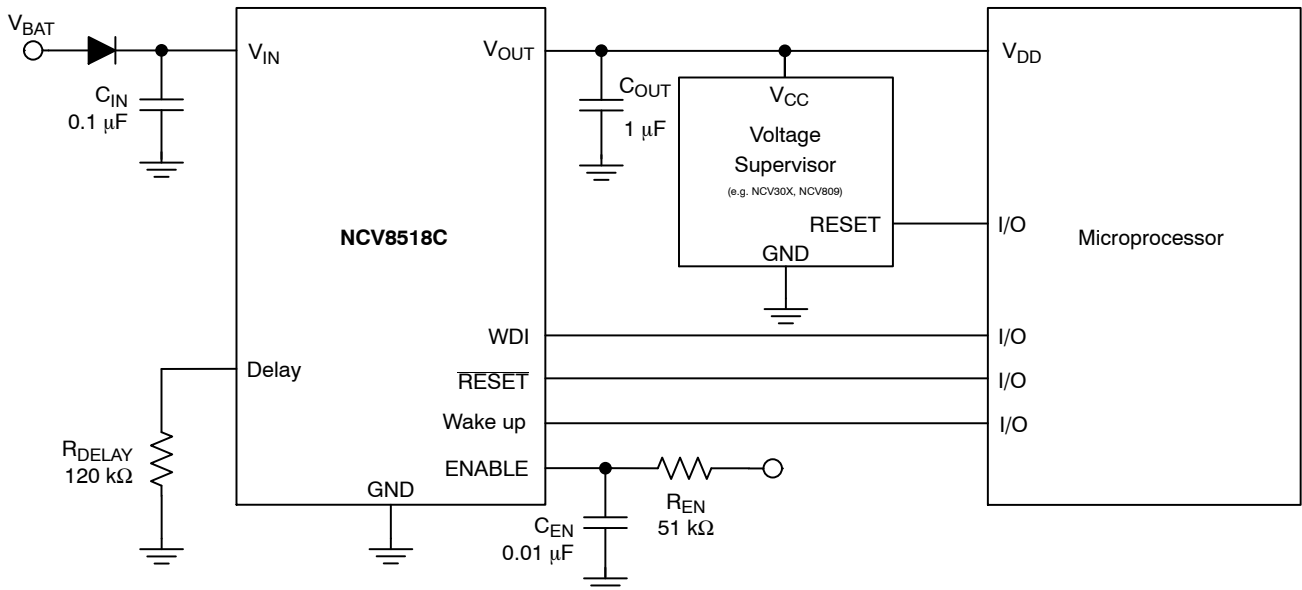 VBAT
VIN
CIN
0.1 μF
NCV8518C
VOUT
COUT
1 μF
VCC
Voltage
Supervisor
(e.g. NCV30X, NCV809)
RESET
GND
VDD
I/O
Microprocessor
WDI
I/O
Delay
RESET
I/O
Wake up
I/O
RDELAY
120 kΩ
ENABLE
GND
REN
51 kΩ
CEN
0.01 μF